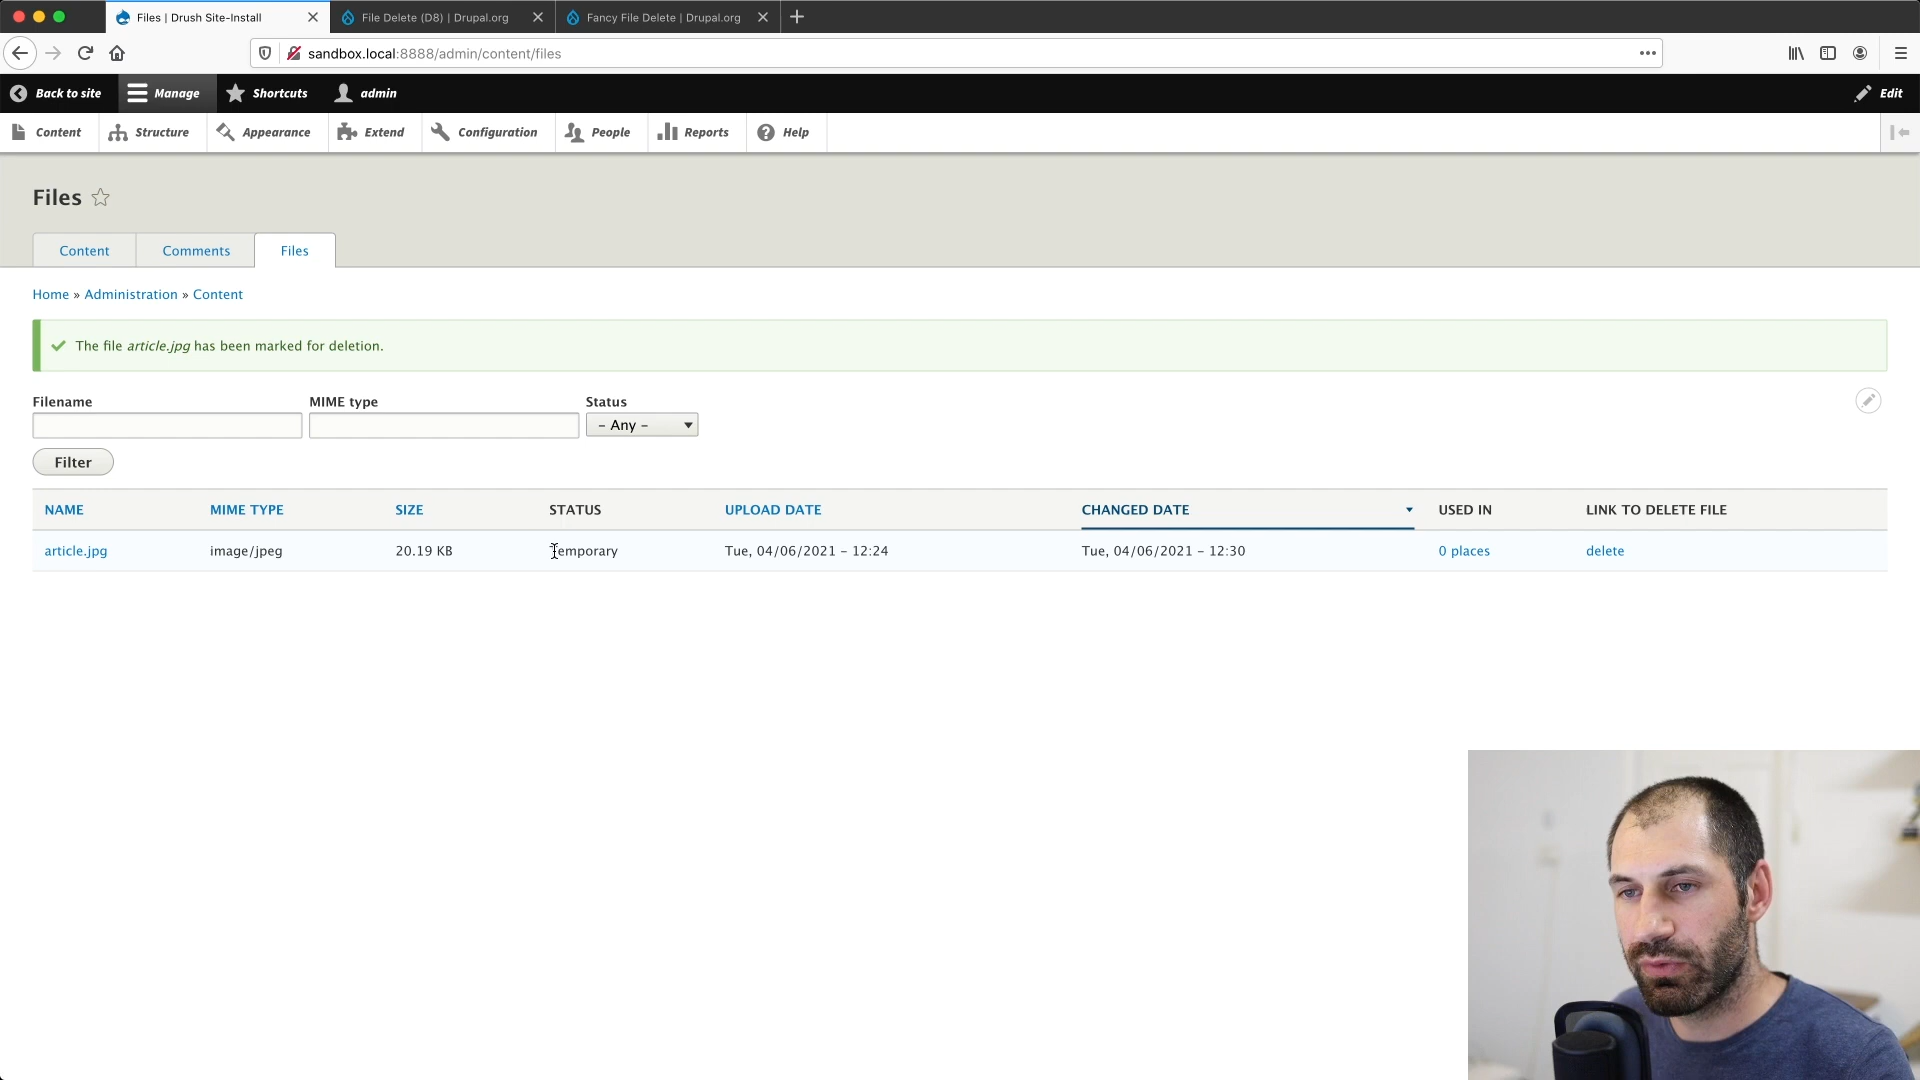 Files | Drush Site-Install
File Delete (D8) | Drupal.org
Fancy File Delete | Drupal.org
sandbox.local:8888/admin/content/files
Back to site
Manage
Shortcuts
admin
Edit
Content
Structure
Appearance
Extend
Configuration
People
Reports
Help
Files
Content
Comments
Files
Home » Administration » Content
The file article.jpg has been marked for deletion.
Filename
MIME type
Status
- Any -
Filter
NAME MIME TYPE SIZE STATUS UPLOAD DATE CHANGED DATE USED IN LINK TO DELETE FILE
article.jpg image/jpeg 20.19 KB Temporary Tue, 04/06/2021 - 12:24 Tue, 04/06/2021 - 12:30 0 places delete